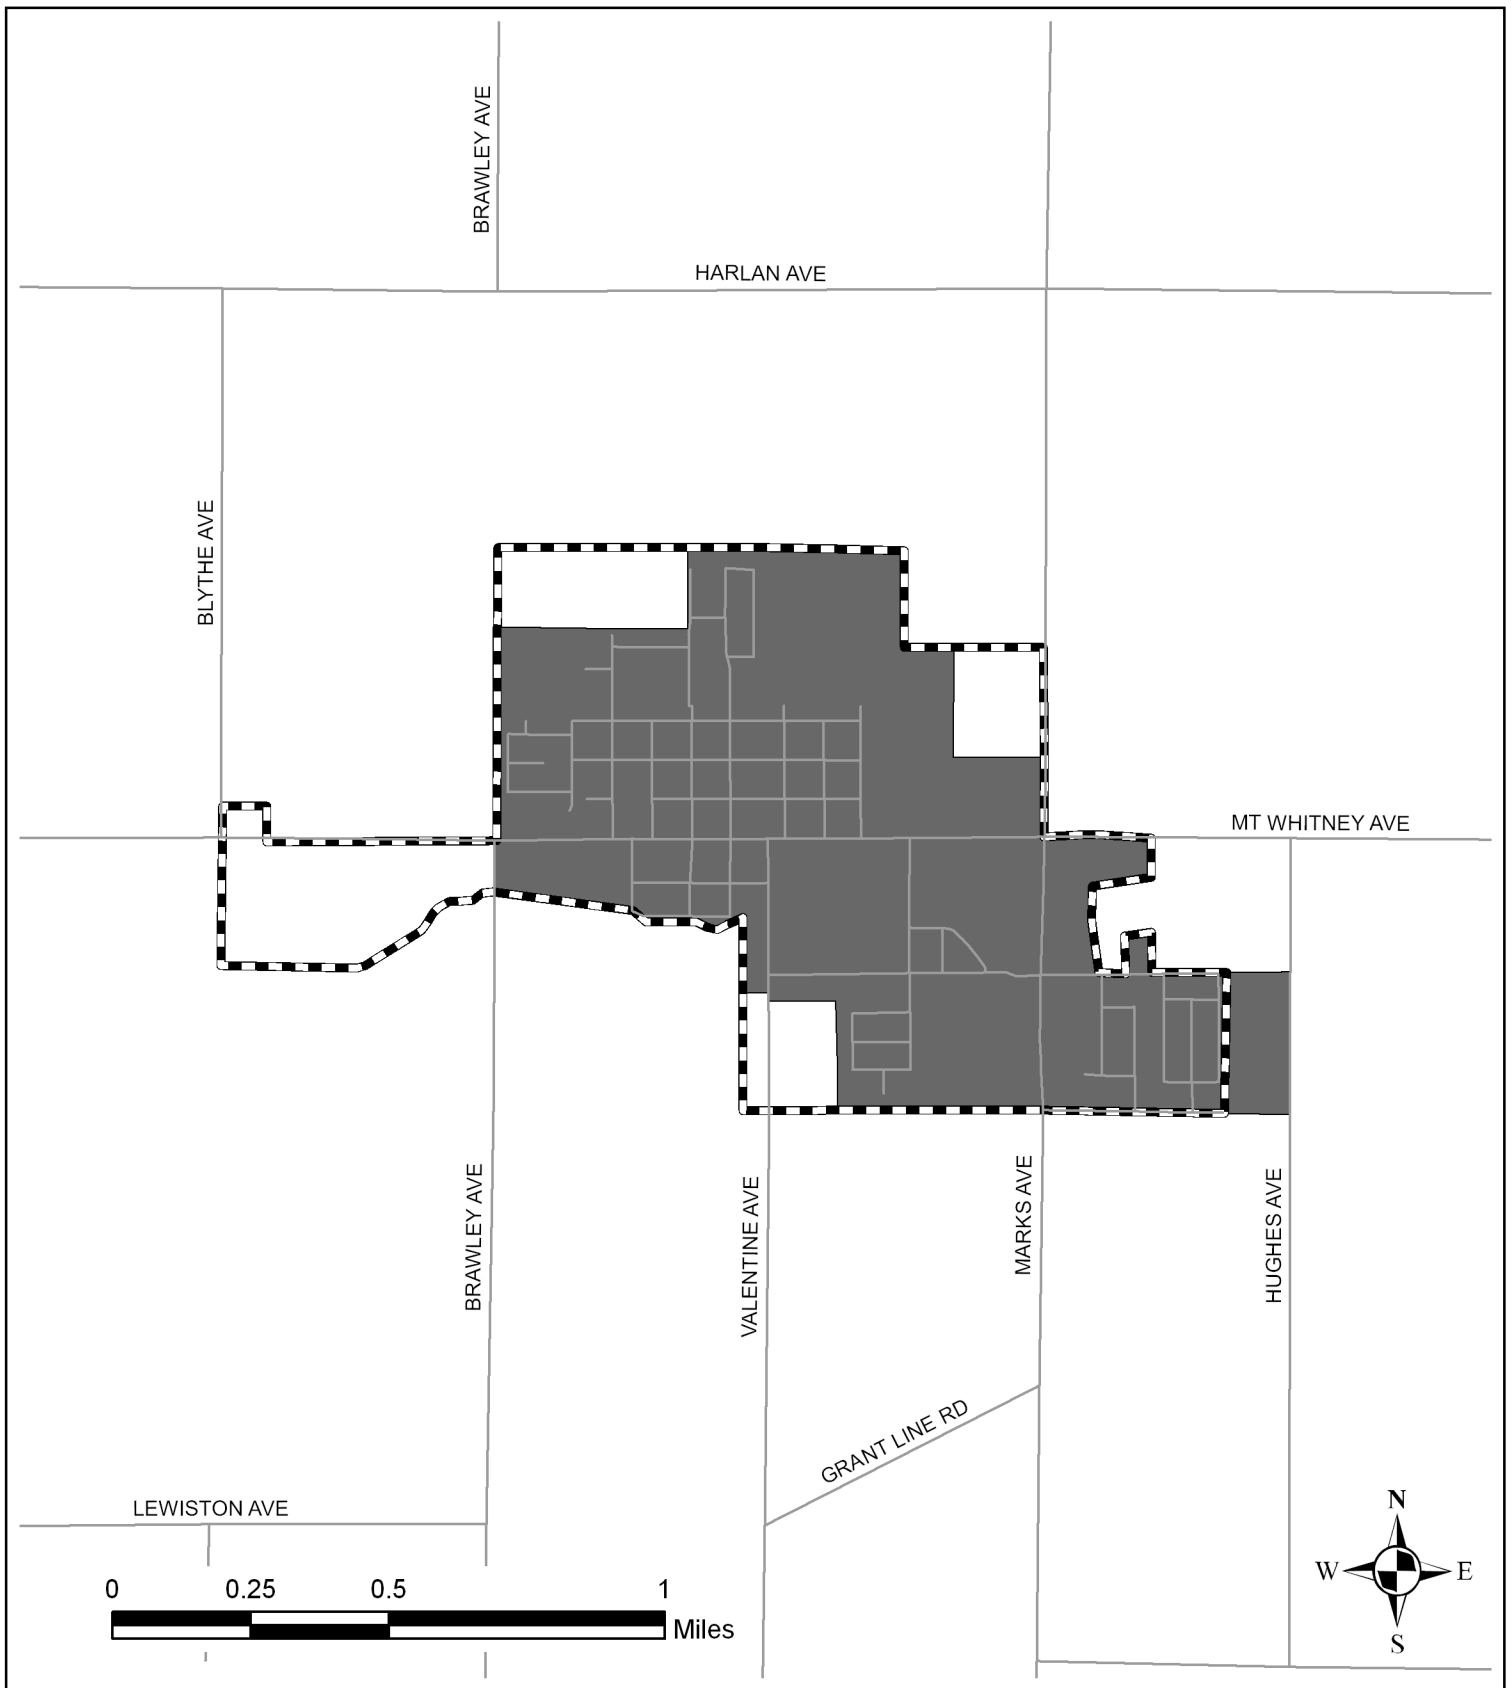 BRAWLEY AVE
HARLAN AVE
BLYTHE AVE
MT WHITNEY AVE
BRAWLEY AVE
VALENTINE AVE
MARKS AVE
HUGHES AVE
GRANT LINE RD
LEWISTON AVE
N
W E
S
0 0.25 0.5 1
Miles